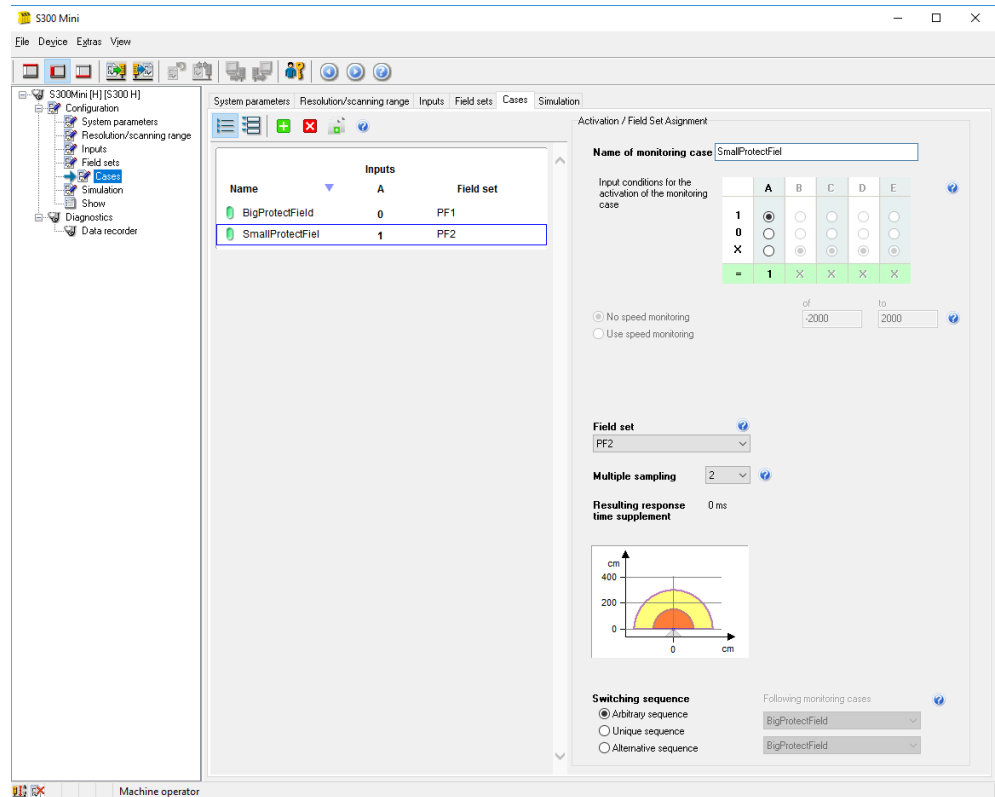 S300 Mini
File Device Extras View
S300Mini [H] [S300 H]
Configuration
System parameters
Resolution/scanning range
Inputs
Field sets
Cases
Simulation
Show
Diagnostics
Data recorder
System parameters Resolution/scanning range Inputs Field sets Cases Simulation
Inputs
Name A Field set
BigProtectField 0 PF1
SmallProtectFiel 1 PF2
Activation / Field Set Asignment
Name of monitoring case SmallProtectFiel
Input conditions for the
activation of the monitoring
case
A B C D E
1
0
X
= 1 X X X X
of to
No speed monitoring -2000 2000
Use speed monitoring
Field set
PF2
Multiple sampling 2
Resulting response 0 ms
time supplement
cm
400
200
0
0 cm
Switching sequence Following monitoring cases
Arbitrary sequence BigProtectField
Unique sequence
Alternative sequence BigProtectField
Machine operator